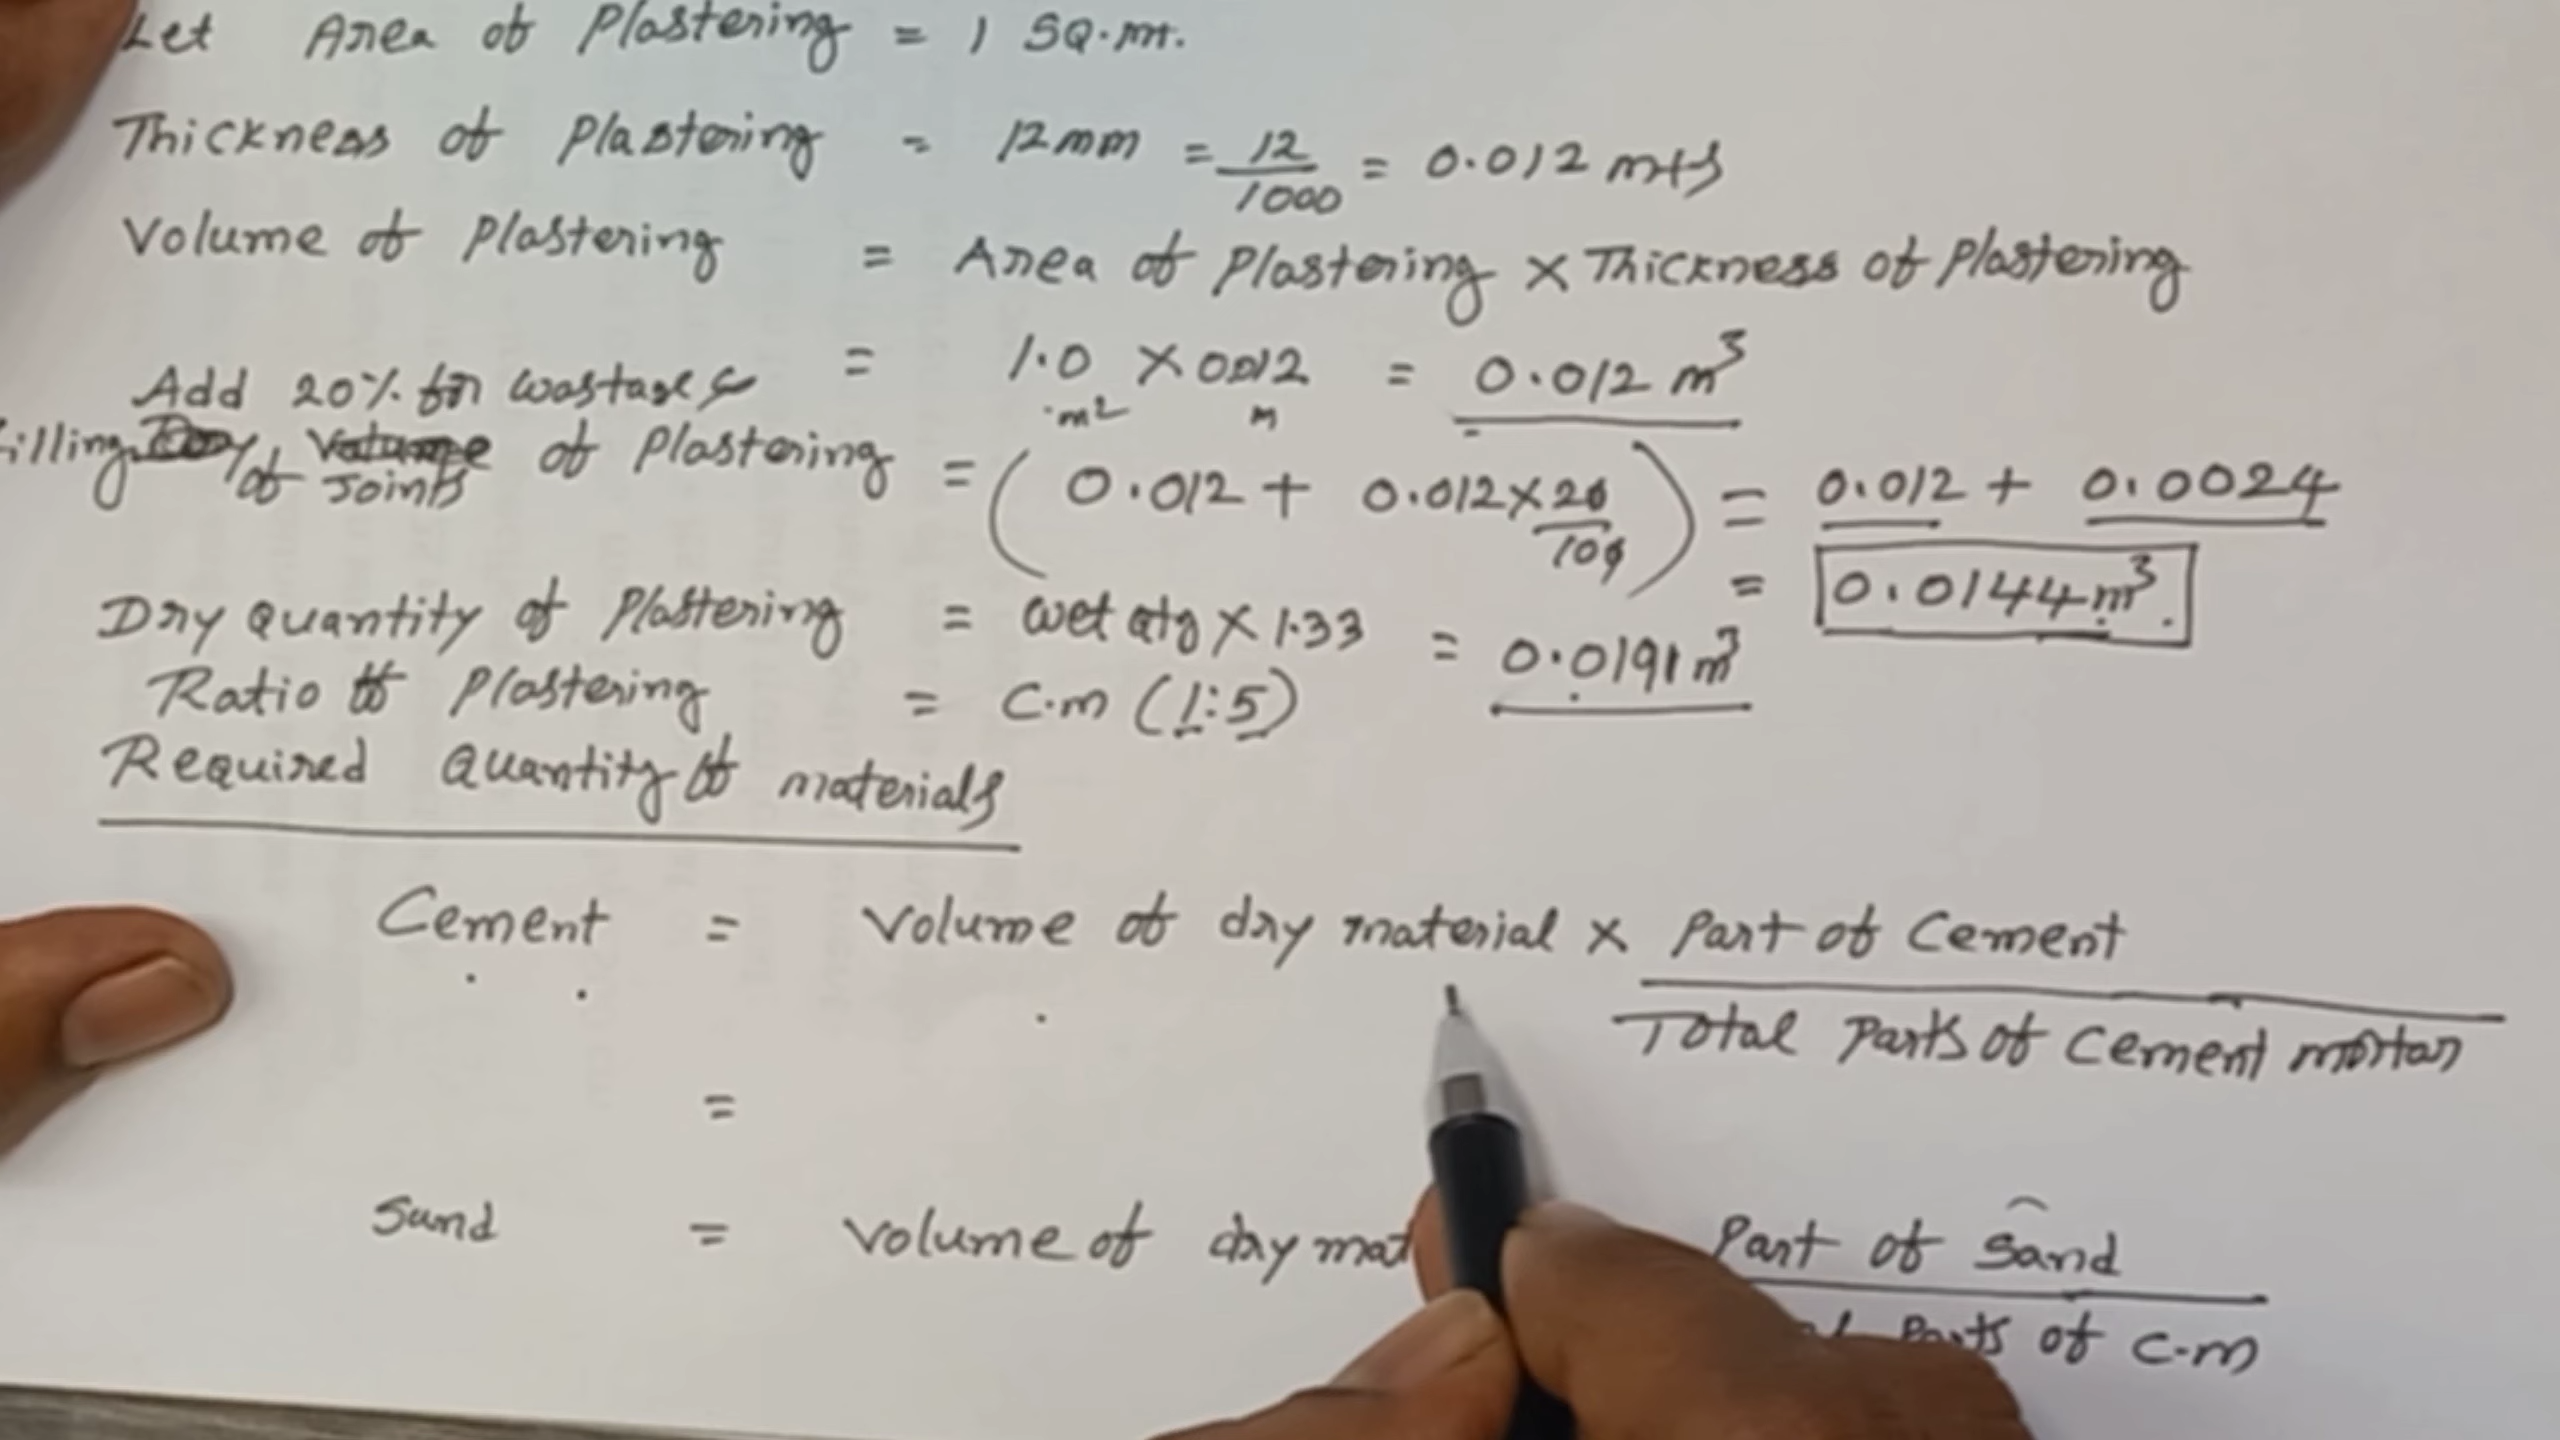 Let Area of Plastering = 1 SQ.mt.
Thickness of Plastering = 12mm = 12/1000 = 0.012 mts
Volume of Plastering = Area of Plastering × Thickness of Plastering
= 1.0 × 0.012 = 0.012 m³
m² m
Add 20% for wastage &
filling of Joints of Plastering = (0.012 + 0.012×20/100) = 0.012 + 0.0024
= 0.0144 m³.
Dry Quantity of Plastering = wet qty × 1.33 = 0.0191 m³
Ratio of Plastering = C.m (1:5)
Required Quantity of materials
Cement = Volume of dry material × Part of Cement / Total Parts of Cement mortar
=
Sand = Volume of dry mat Part of Sand / Parts of C.m